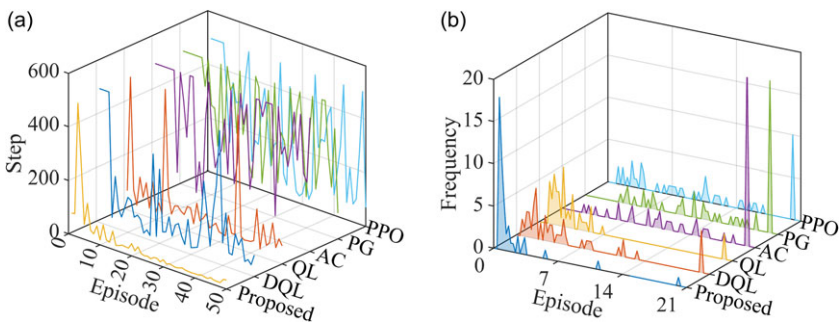 (a)
600
400
200
0
Step
0
10
20
30
40
50
Episode
Proposed
DQL
QL
AC
PG
PPO
(b)
20
15
10
5
0
Frequency
0
7
14
21
Episode
Proposed
DQL
QL
AC
PG
PPO